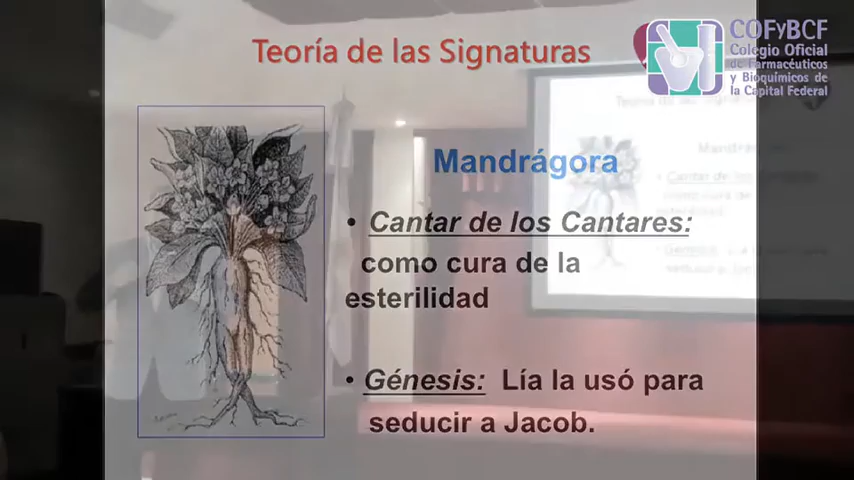 Teoría de las Signaturas
COFyBCF
Colegio Oficial
de Farmacéuticos
y Bioquímicos de
la Capital Federal
Mandrágora
• Cantar de los Cantares:
como cura de la
esterilidad
• Génesis: Lía la usó para
seducir a Jacob.